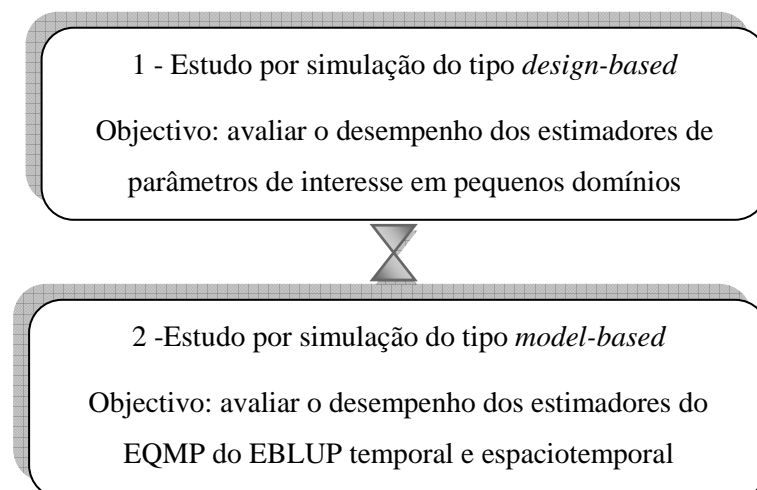 1 - Estudo por simulação do tipo design-based
Objectivo: avaliar o desempenho dos estimadores de
parâmetros de interesse em pequenos domínios
2 -Estudo por simulação do tipo model-based
Objectivo: avaliar o desempenho dos estimadores do
EQMP do EBLUP temporal e espaciotemporal